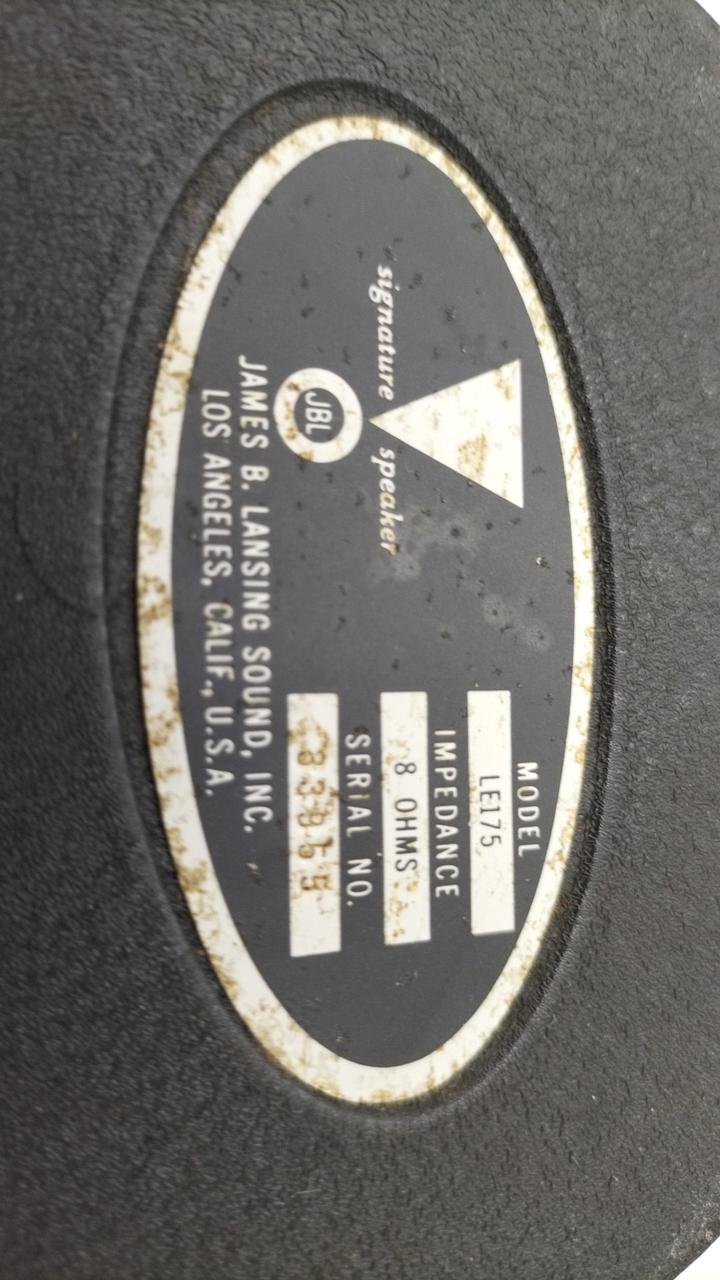 signature speaker
JBL
JAMES B. LANSING SOUND, INC.
LOS ANGELES, CALIF., U.S.A.
MODEL
LE175
IMPEDANCE
8 OHMS
SERIAL NO.